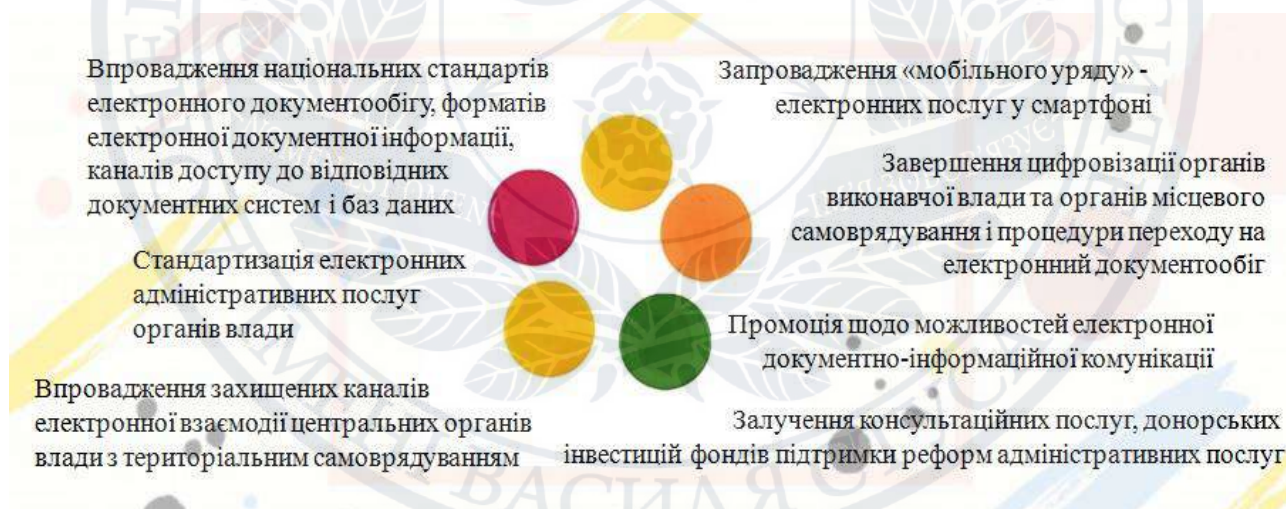 Впровадження національних стандартів
електронного документообігу, форматів
електронної документної інформації,
каналів доступу до відповідних
документних систем і баз даних
Стандартизація електронних
адміністративних послуг
органів влади
Впровадження захищених каналів
електронної взаємодії центральних органів
влади з територіальним самоврядуванням
Запровадження «мобільного уряду» -
електронних послуг у смартфоні
Завершення цифровізації органів
виконавчої влади та органів місцевого
самоврядування і процедури переходу на
електронний документообіг
Промоція щодо можливостей електронної
документно-інформаційної комунікації
Залучення консультаційних послуг, донорських
інвестицій фондів підтримки реформ адміністративних послуг
ВАСИЛЯ